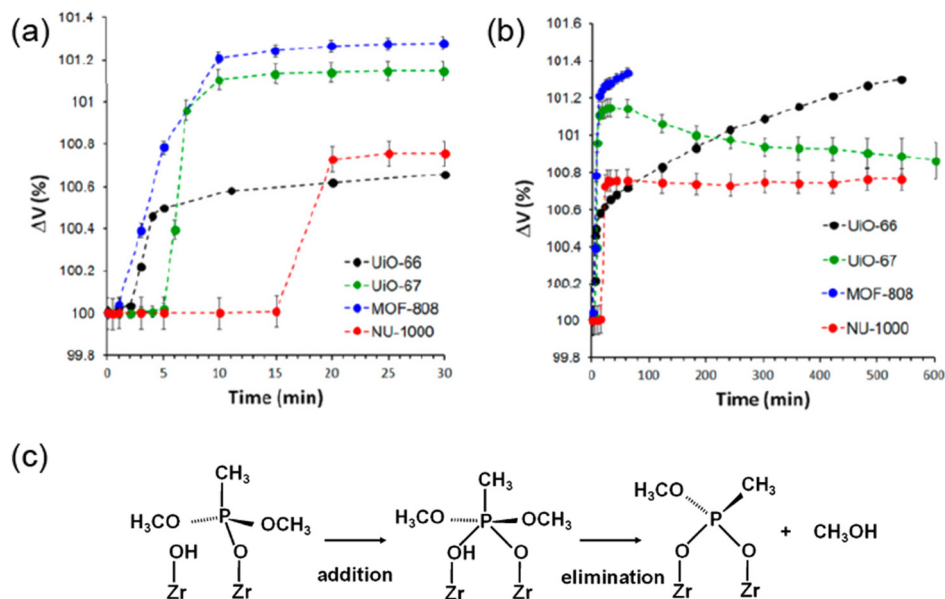 (a)
101.4
101.2
101
100.8
100.6
100.4
100.2
100
99.8
ΔV (%)
UiO-66
UiO-67
MOF-808
NU-1000
0 5 10 15 20 25 30
Time (min)
(b)
101.4
101.2
101
100.8
100.6
100.4
100.2
100
99.8
ΔV (%)
UiO-66
UiO-67
MOF-808
NU-1000
0 100 200 300 400 500 600
Time (min)
(c)
CH3
H3CO P OCH3
OH O
Zr Zr
addition
CH3
H3CO P OCH3
OH O
Zr Zr
elimination
H3CO CH3
P
O O
Zr Zr
+ CH3OH